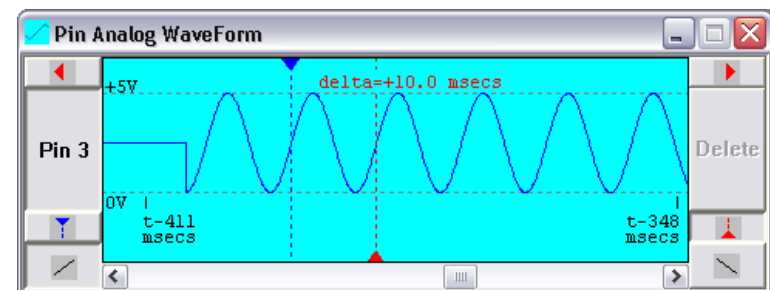 Pin Analog WaveForm
+5V
delta=+10.0 msecs
Pin 3
Delete
0V
t-411
msecs
t-348
msecs